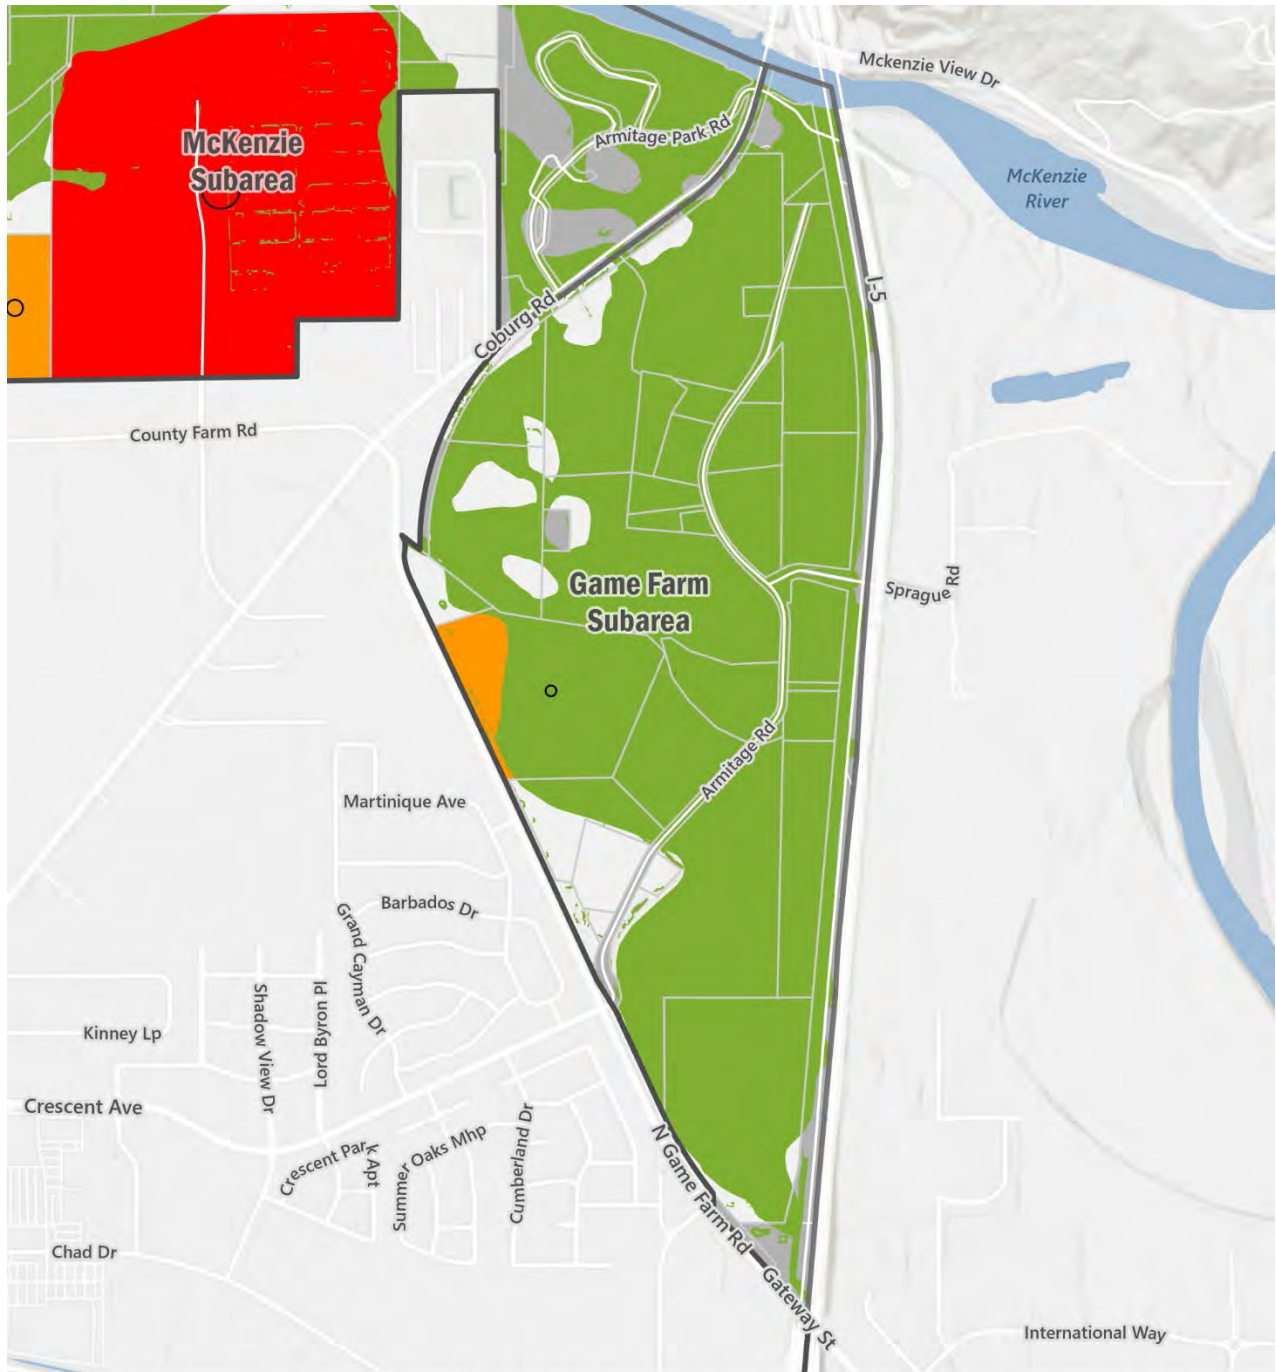 Mckenzie View Dr
McKenzie
Subarea
Armitage Park Rd
McKenzie
River
I-5
Coburg Rd
County Farm Rd
Game Farm
Subarea
Sprague Rd
Armitage Rd
Martinique Ave
Barbados Dr
Grand Cayman Dr
Shadow View Dr
Lord Byron Pl
Kinney Lp
Crescent Ave
Crescent Park Apt
Summer Oaks Mhp
Cumberland Dr
N Game Farm Rd
Chad Dr
Gateway St
International Way